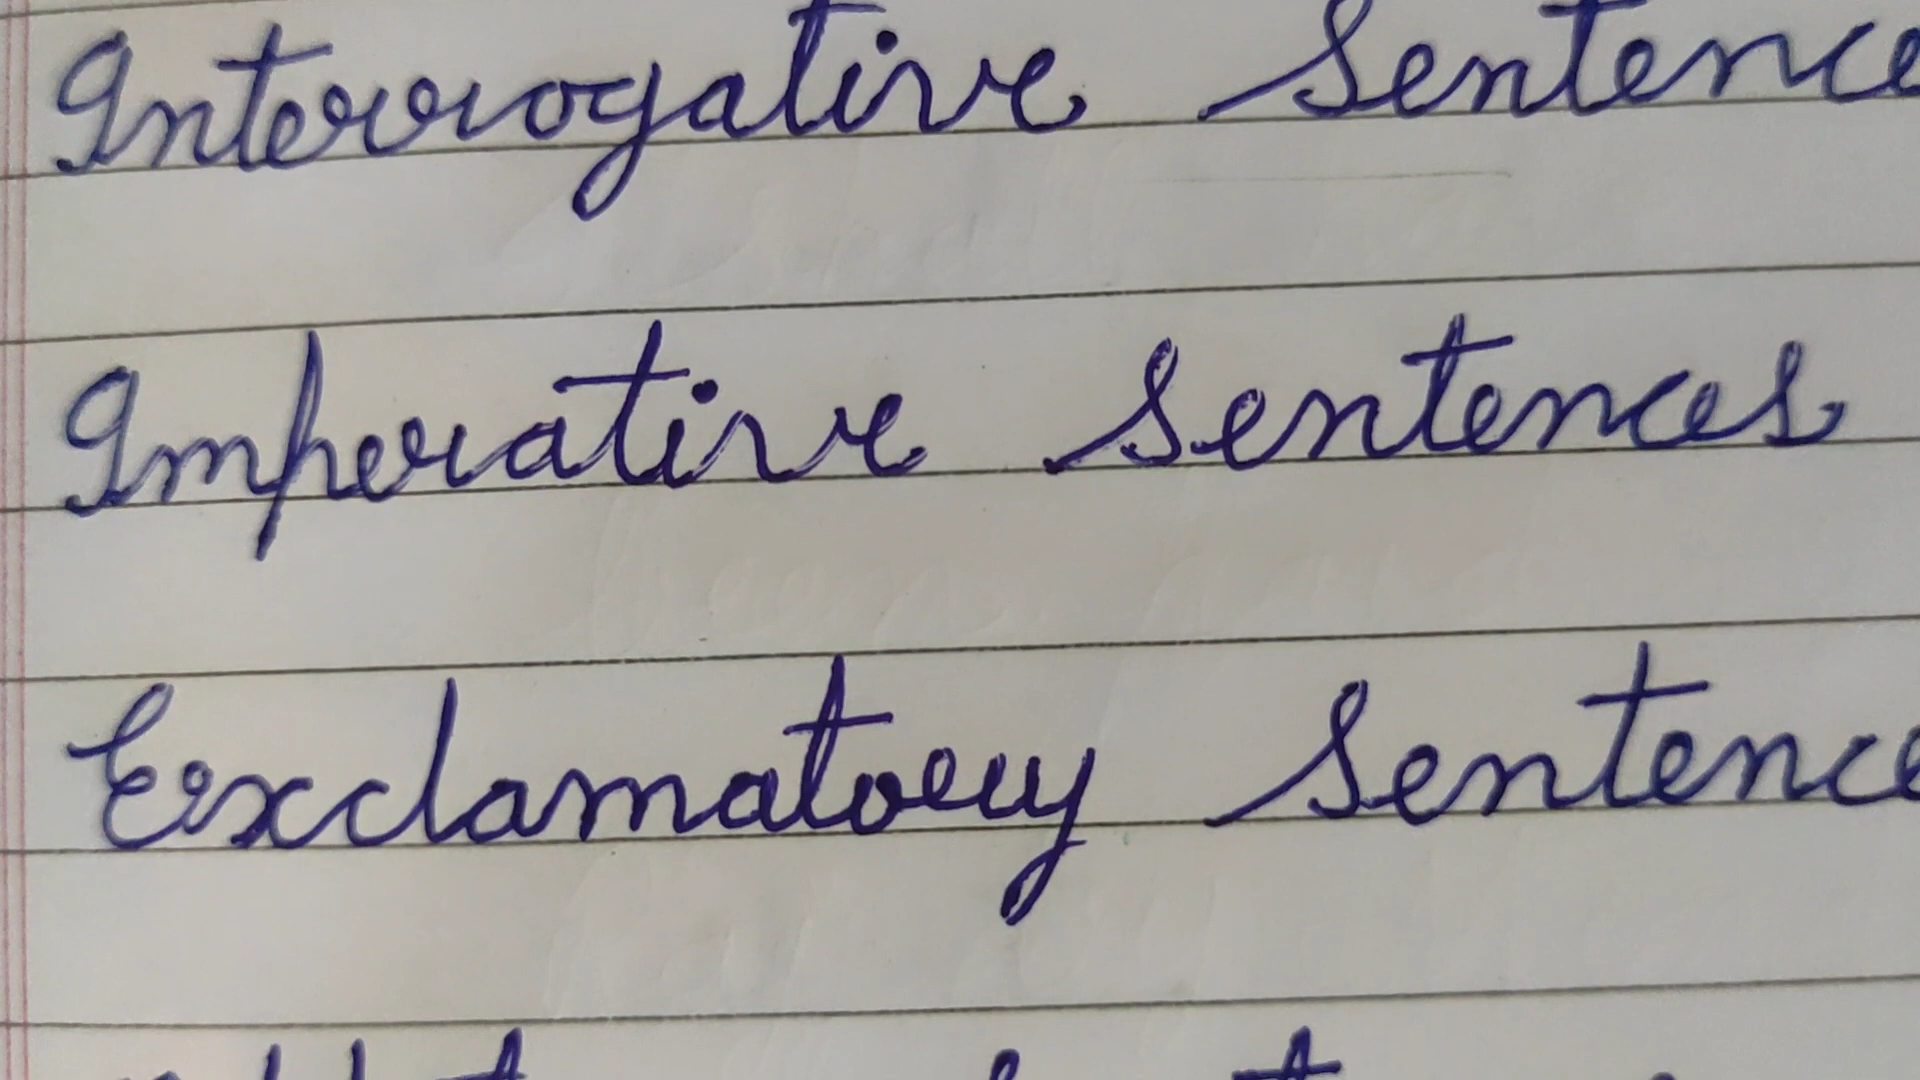 Interrogative Sentence
Imperative Sentences
Exclamatory Sentence